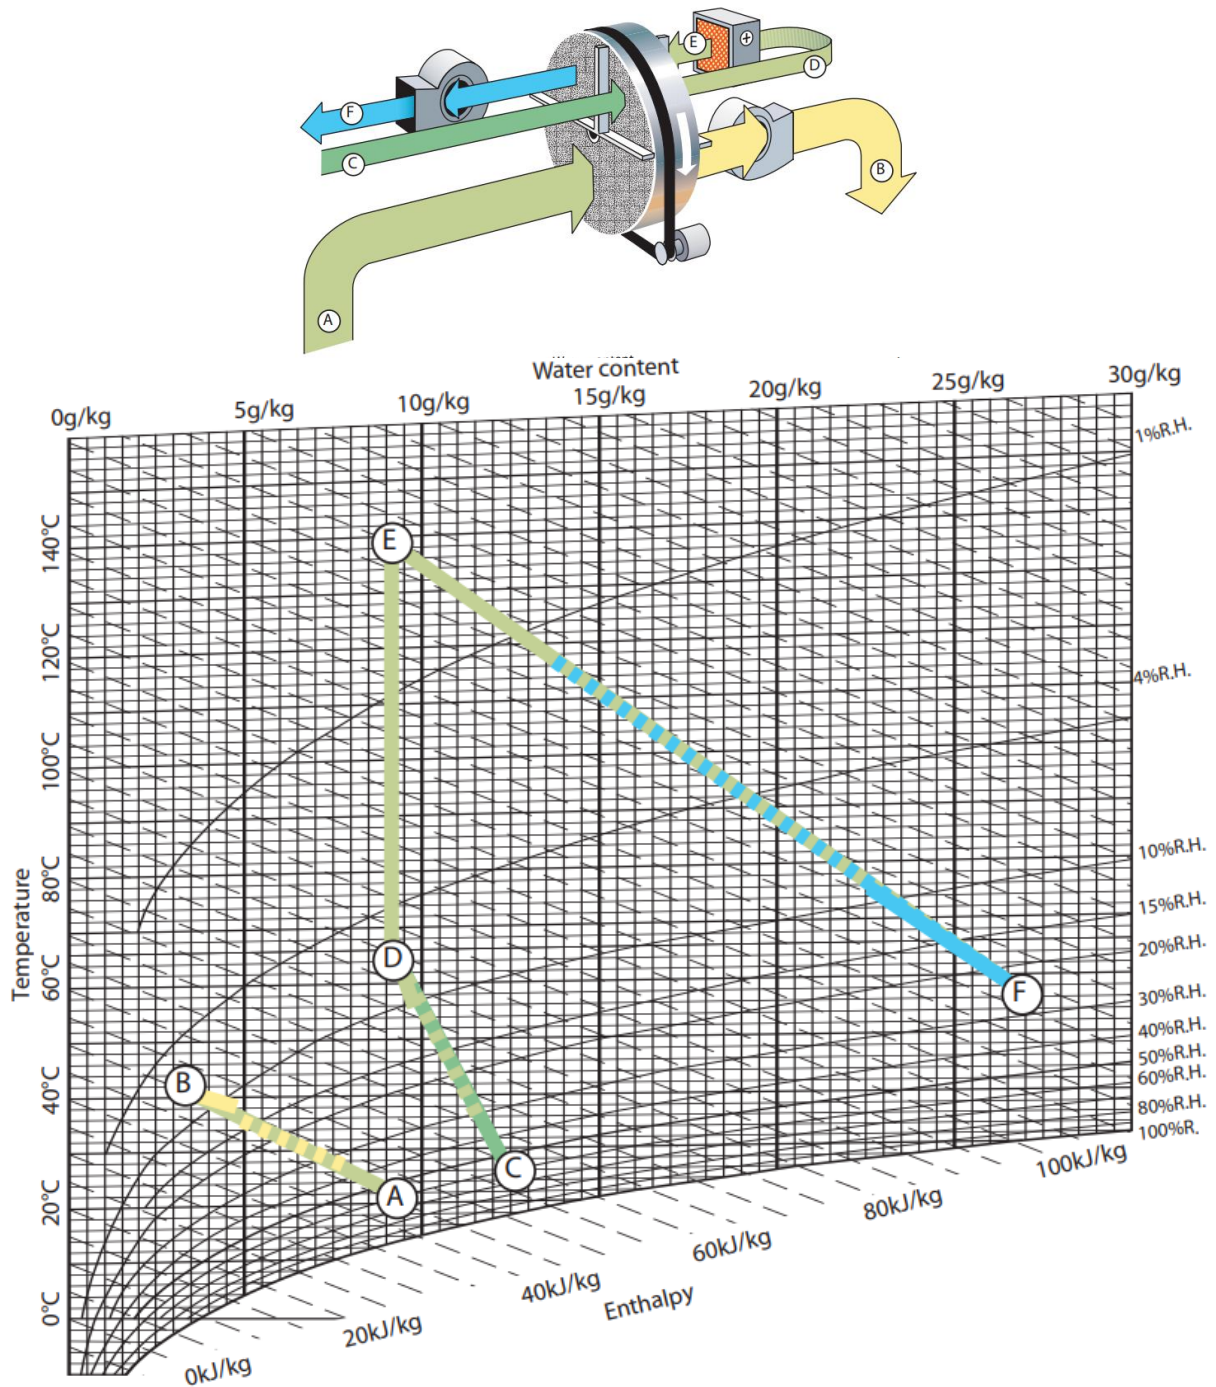 E
D
F
C
B
A
Water content
0g/kg
5g/kg
10g/kg
15g/kg
20g/kg
25g/kg
30g/kg
1%R.H.
4%R.H.
10%R.H.
15%R.H.
20%R.H.
30%R.H.
40%R.H.
50%R.H.
60%R.H.
80%R.H.
100%R.
Temperature
140°C
120°C
100°C
80°C
60°C
40°C
20°C
0°C
E
D
F
B
C
A
0kJ/kg
20kJ/kg
40kJ/kg
60kJ/kg
80kJ/kg
100kJ/kg
Enthalpy